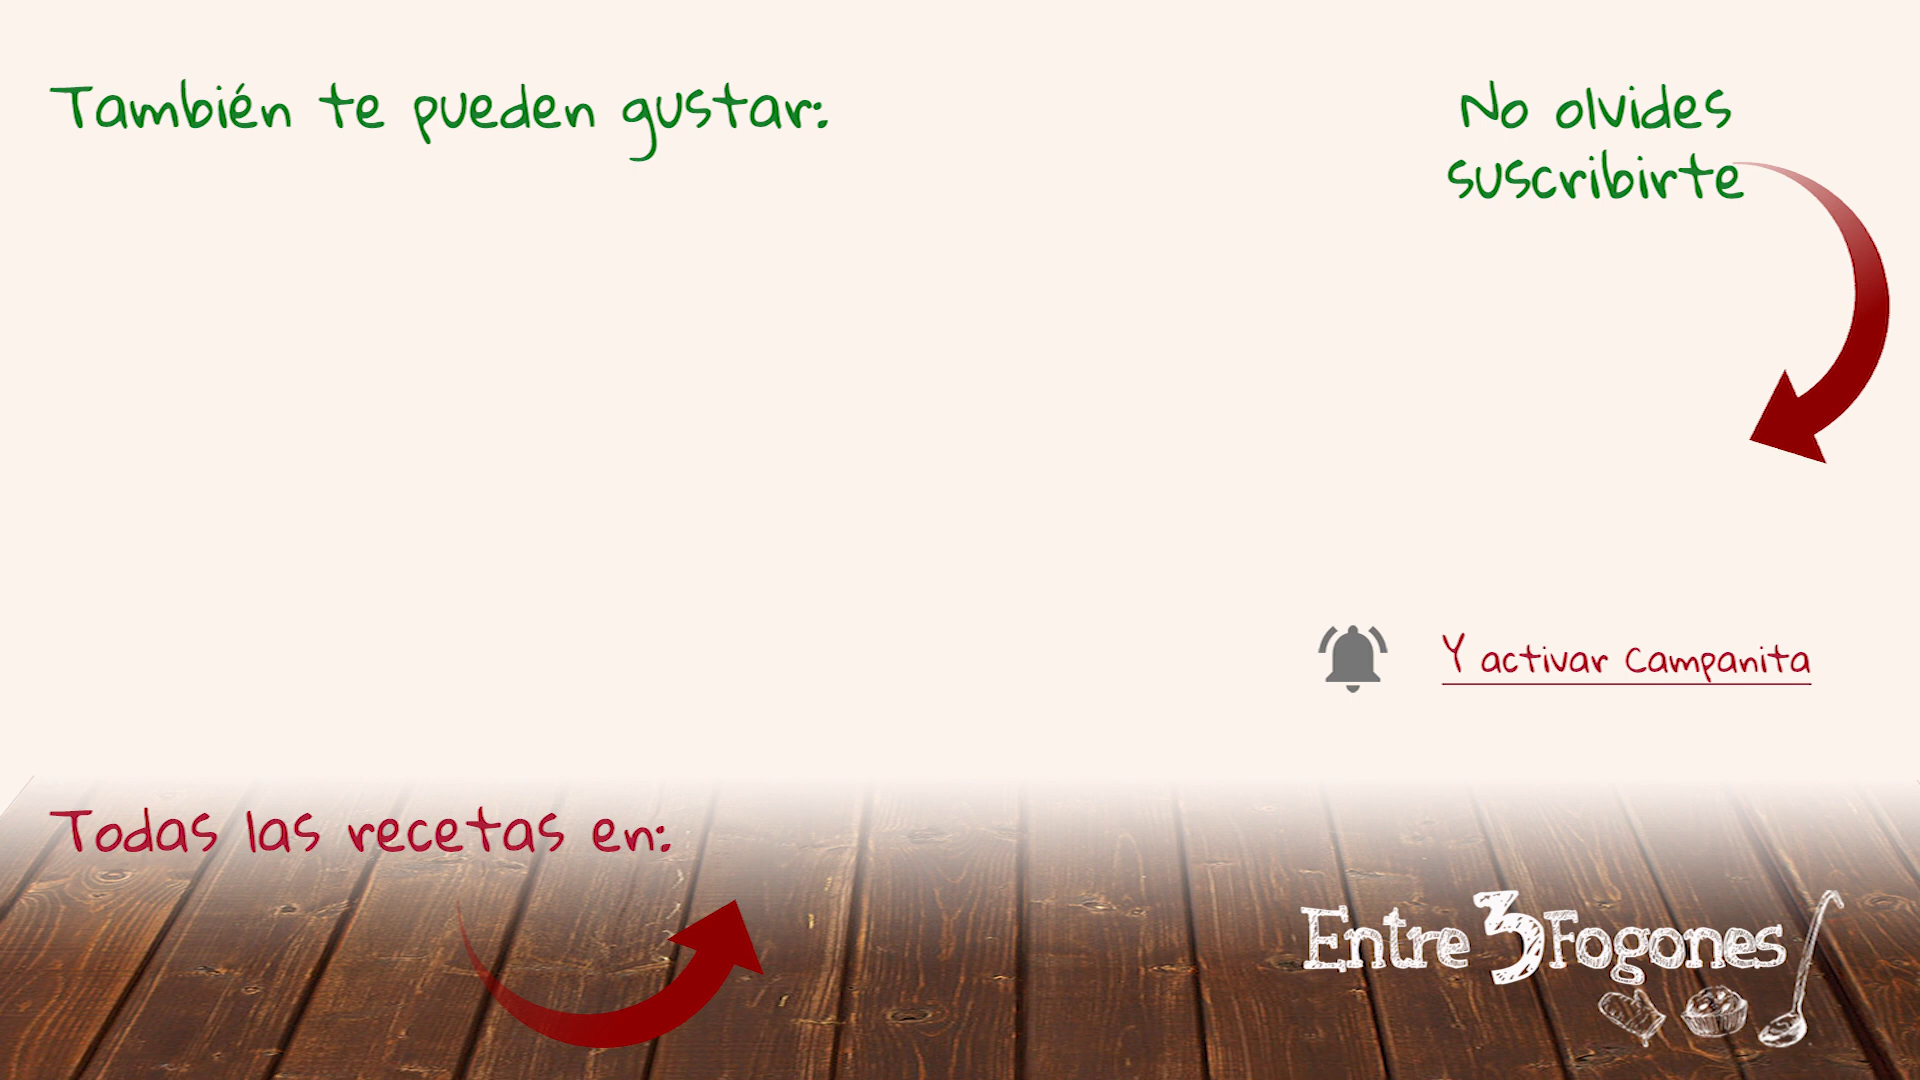 También te pueden gustar:
No olvides
suscribirte
Y activar Campanita
Todas las recetas en:
Entre 3 Fogones